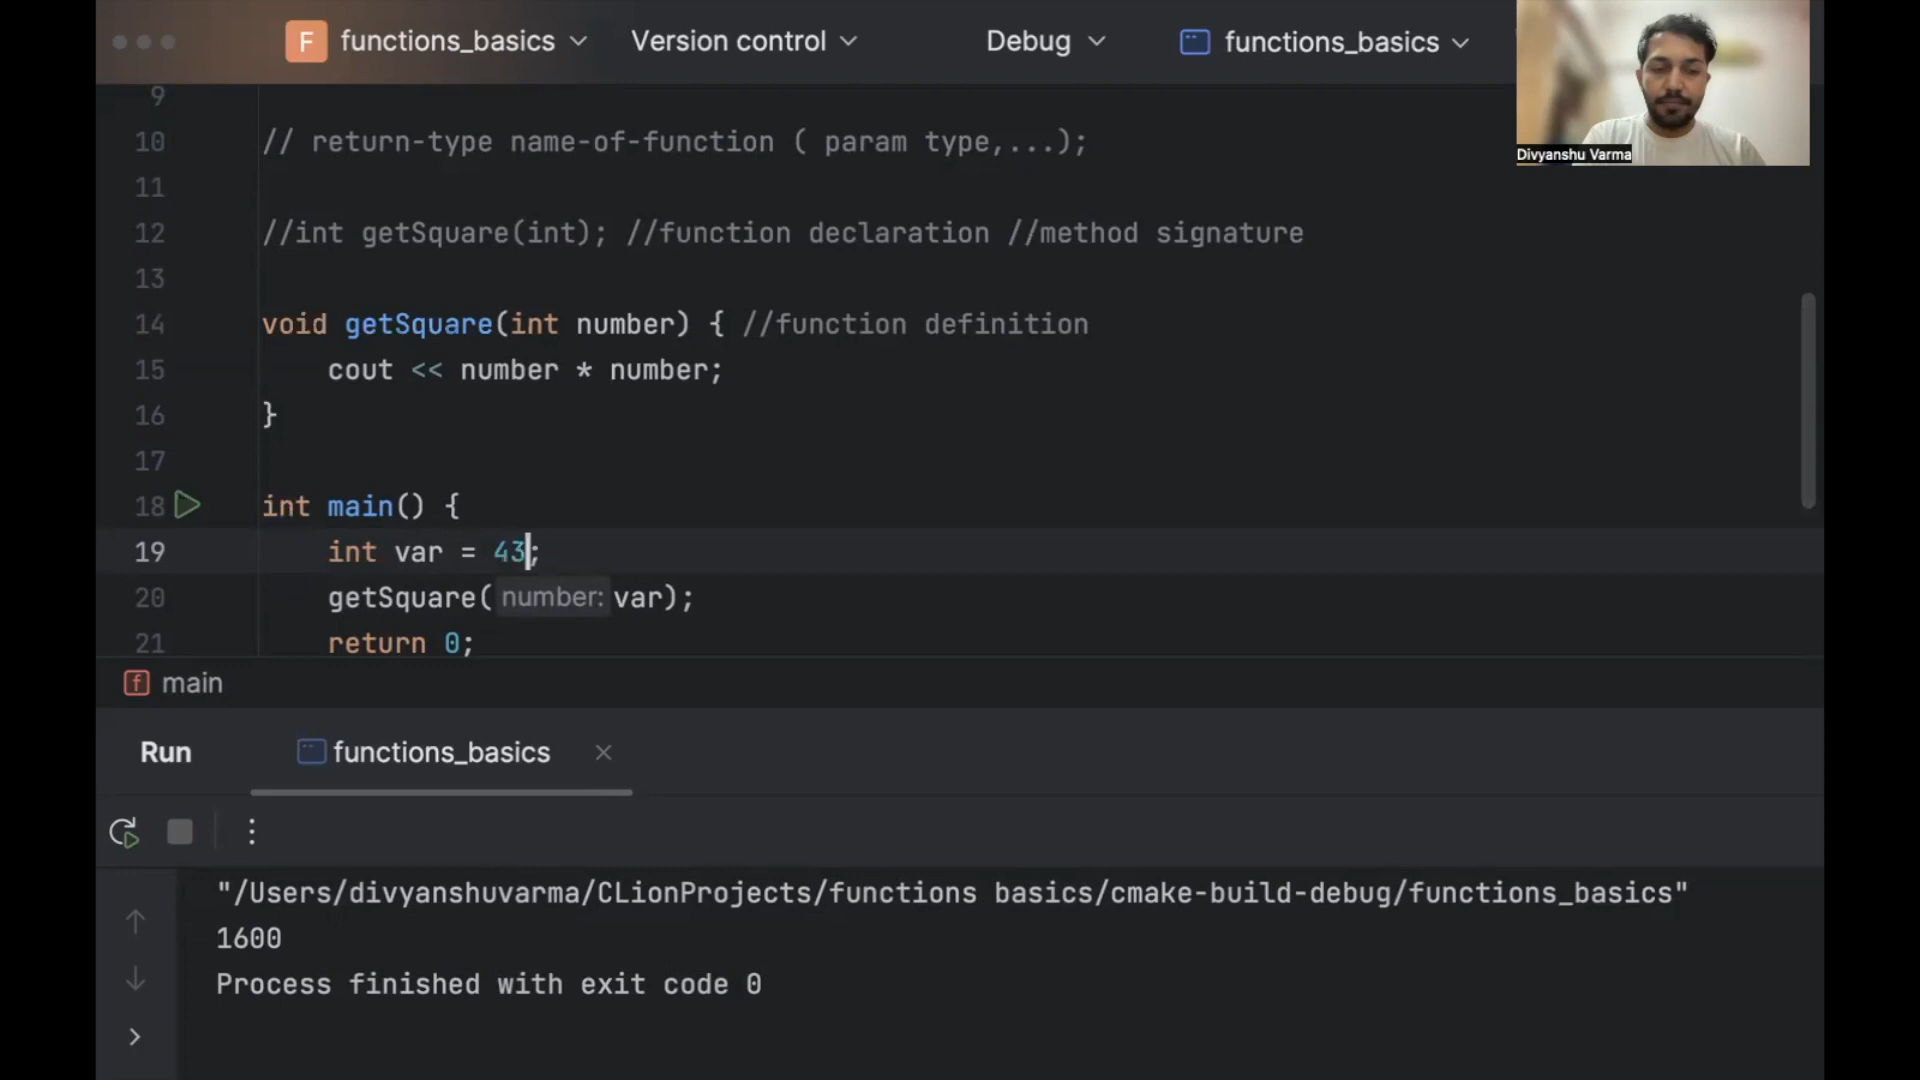 F functions_basics Version control Debug functions_basics
Divyanshu Varma
9
10 // return-type name-of-function ( param type,...);
11
12 //int getSquare(int); //function declaration //method signature
13
14 void getSquare(int number) { //function definition
15 cout << number * number;
16 }
17
18 int main() {
19 int var = 43;
20 getSquare( number: var);
21 return 0;
f main
Run functions_basics
"/Users/divyanshuvarma/CLionProjects/functions basics/cmake-build-debug/functions_basics"
1600
Process finished with exit code 0